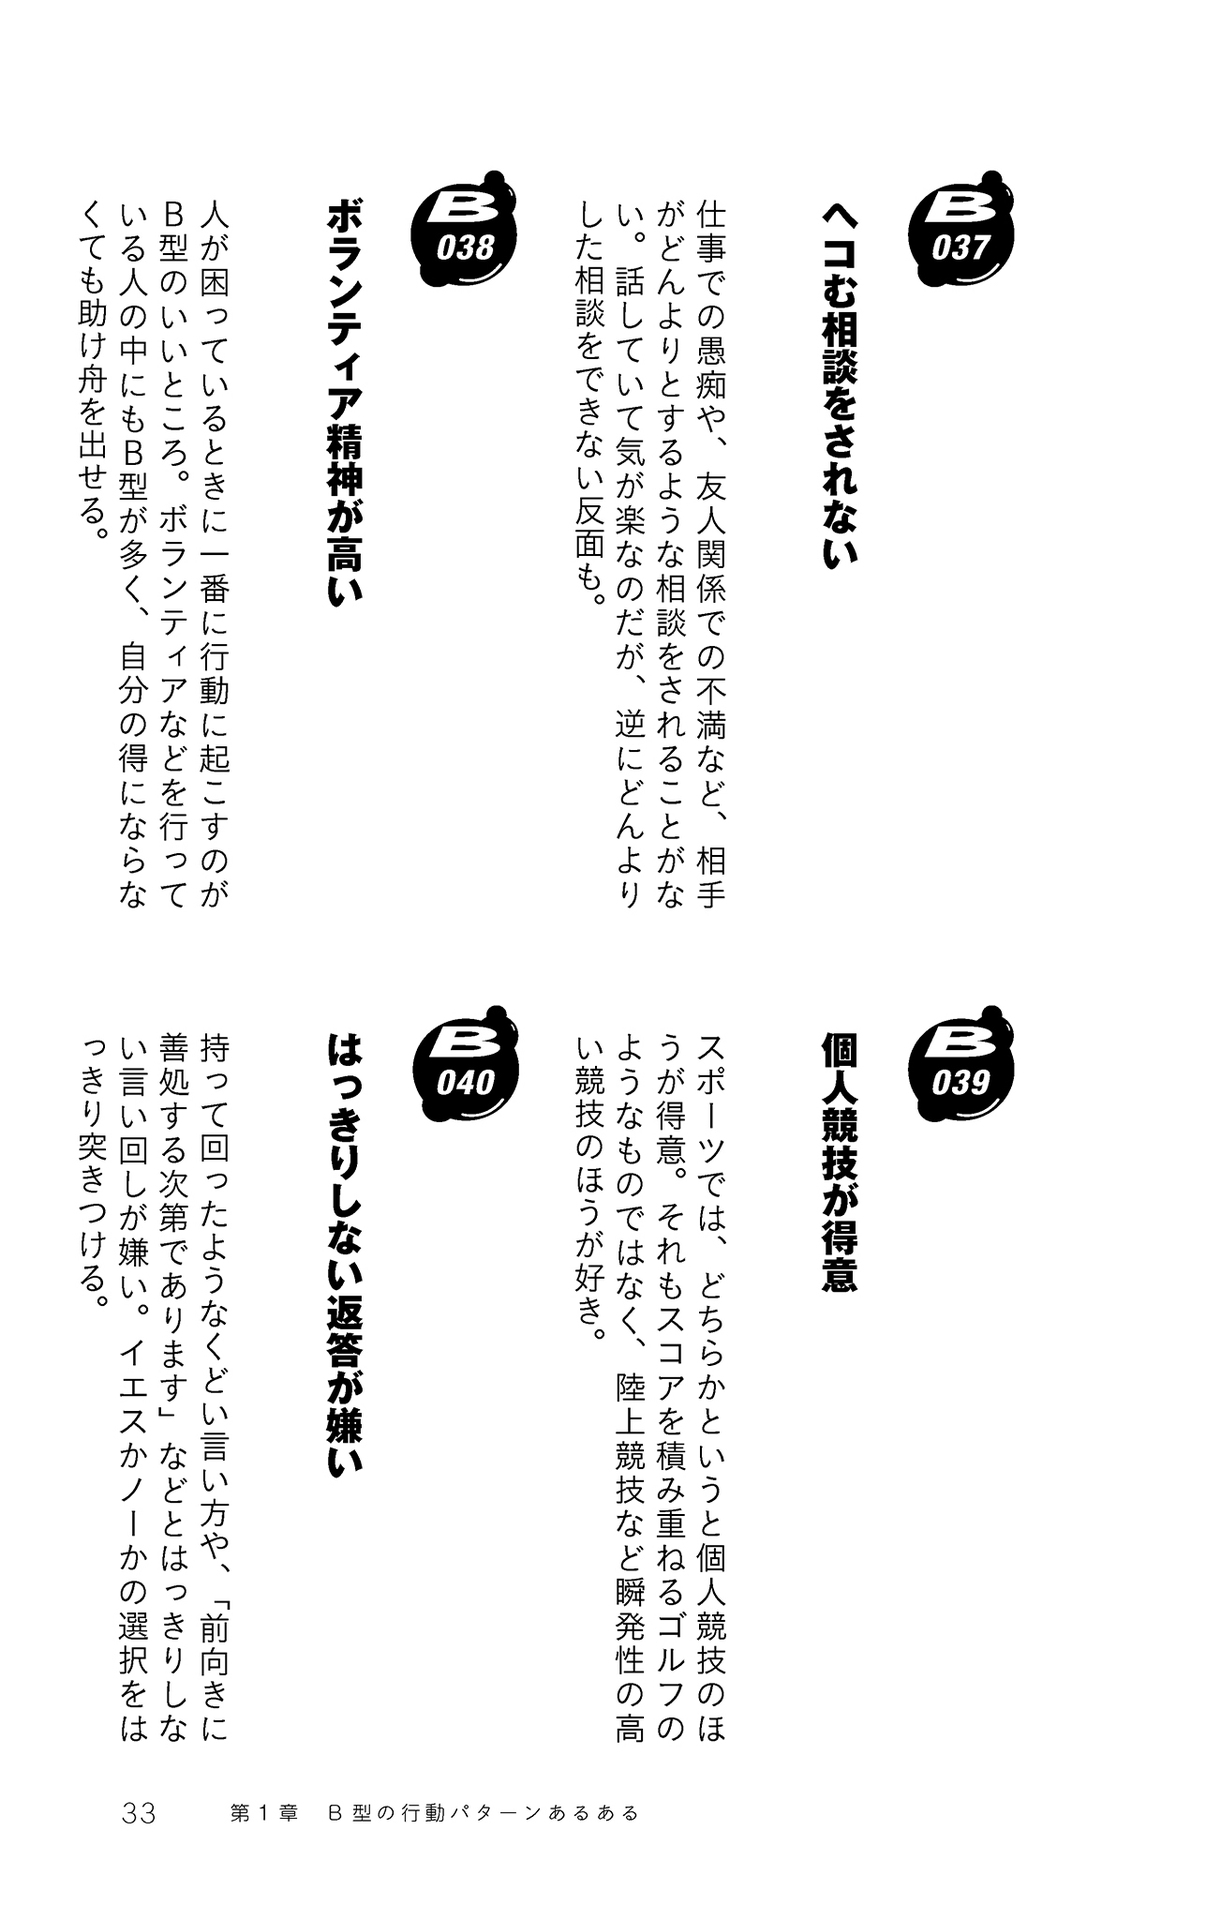 B
037
ヘコむ相談をされない
仕事での愚痴や、友人関係での不満など、相手
がどんよりとするような相談をされることがな
い。話していて気が楽なのだが、逆にどんより
した相談をできない反面も。
B
038
ボランティア精神が高い
人が困っているときに一番に行動に起こすのが
B型のいいところ。ボランティアなどを行って
いる人の中にもB型が多く、自分の得にならな
くても助け舟を出せる。
B
039
個人競技が得意
スポーツでは、どちらかというと個人競技のほ
うが得意。それもスコアを積み重ねるゴルフの
ようなものではなく、陸上競技など瞬発性の高
い競技のほうが好き。
B
040
はっきりしない返答が嫌い
持って回ったようなくどい言い方や、「前向きに
善処する次第であります」などとはっきりしな
い言い回しが嫌い。イエスかノーかの選択をは
っきり突きつける。
33 第1章 B型の行動パターンあるある